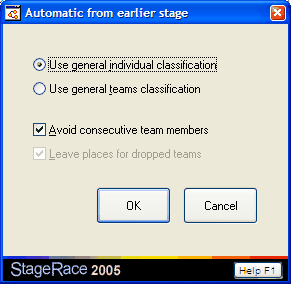 Automatic from earlier stage
Use general individual classification
Use general teams classification
Avoid consecutive team members
Leave places for dropped teams
OK Cancel
StageRace 2005 Help F1